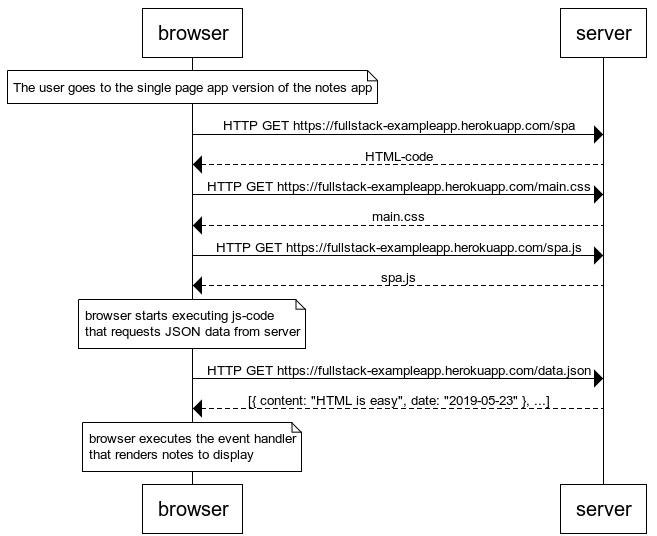 browser
server
The user goes to the single page app version of the notes app
HTTP GET https://fullstack-exampleapp.herokuapp.com/spa
HTML-code
HTTP GET https://fullstack-exampleapp.herokuapp.com/main.css
main.css
HTTP GET https://fullstack-exampleapp.herokuapp.com/spa.js
spa.js
browser starts executing js-code
that requests JSON data from server
HTTP GET https://fullstack-exampleapp.herokuapp.com/data.json
[{ content: "HTML is easy", date: "2019-05-23" }, ...]
browser executes the event handler
that renders notes to display
browser
server